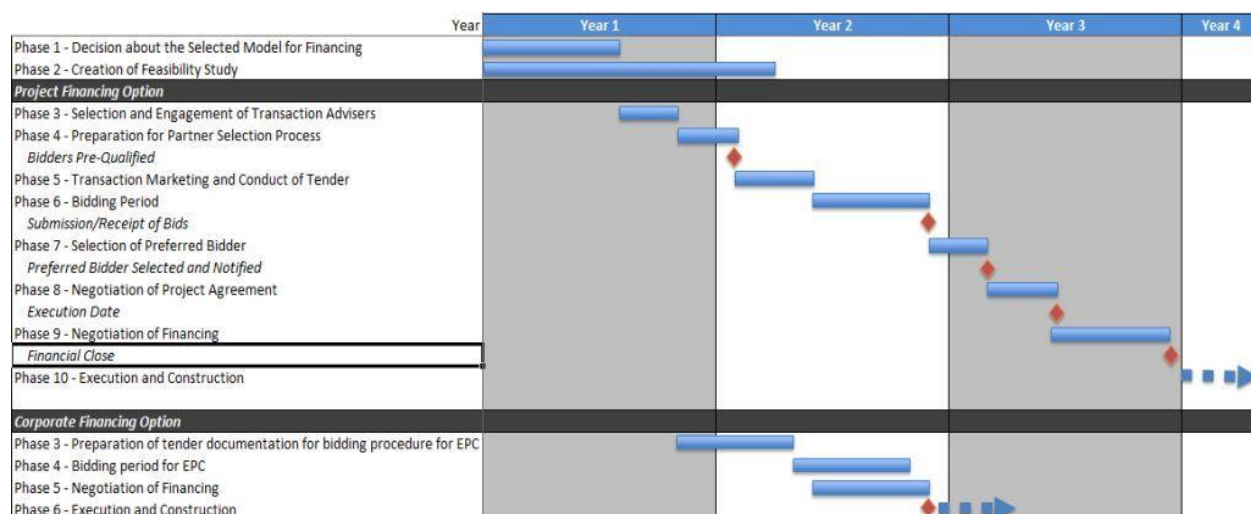 Year Year 1 Year 2 Year 3 Year 4
Phase 1 - Decision about the Selected Model for Financing
Phase 2 - Creation of Feasibility Study
Project Financing Option
Phase 3 - Selection and Engagement of Transaction Advisers
Phase 4 - Preparation for Partner Selection Process
Bidders Pre-Qualified
Phase 5 - Transaction Marketing and Conduct of Tender
Phase 6 - Bidding Period
Submission/Receipt of Bids
Phase 7 - Selection of Preferred Bidder
Preferred Bidder Selected and Notified
Phase 8 - Negotiation of Project Agreement
Execution Date
Phase 9 - Negotiation of Financing
Financial Close
Phase 10 - Execution and Construction
Corporate Financing Option
Phase 3 - Preparation of tender documentation for bidding procedure for EPC
Phase 4 - Bidding period for EPC
Phase 5 - Negotiation of Financing
Phase 6 - Execution and Construction